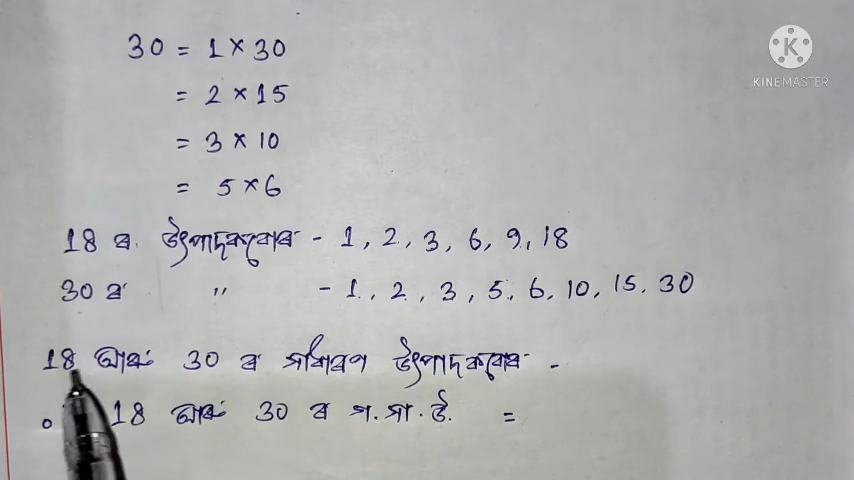 30 = 1 × 30
= 2 × 15
= 3 × 10
= 5 × 6
18 ৰ উৎপাদকবোৰ - 1, 2, 3, 6, 9, 18
30 ৰ " - 1, 2, 3, 5, 6, 10, 15, 30
18 আৰু 30 ৰ সাধাৰণ উৎপাদকবোৰ -
18 আৰু 30 ৰ গ.সা.উ. =
KINEMASTER